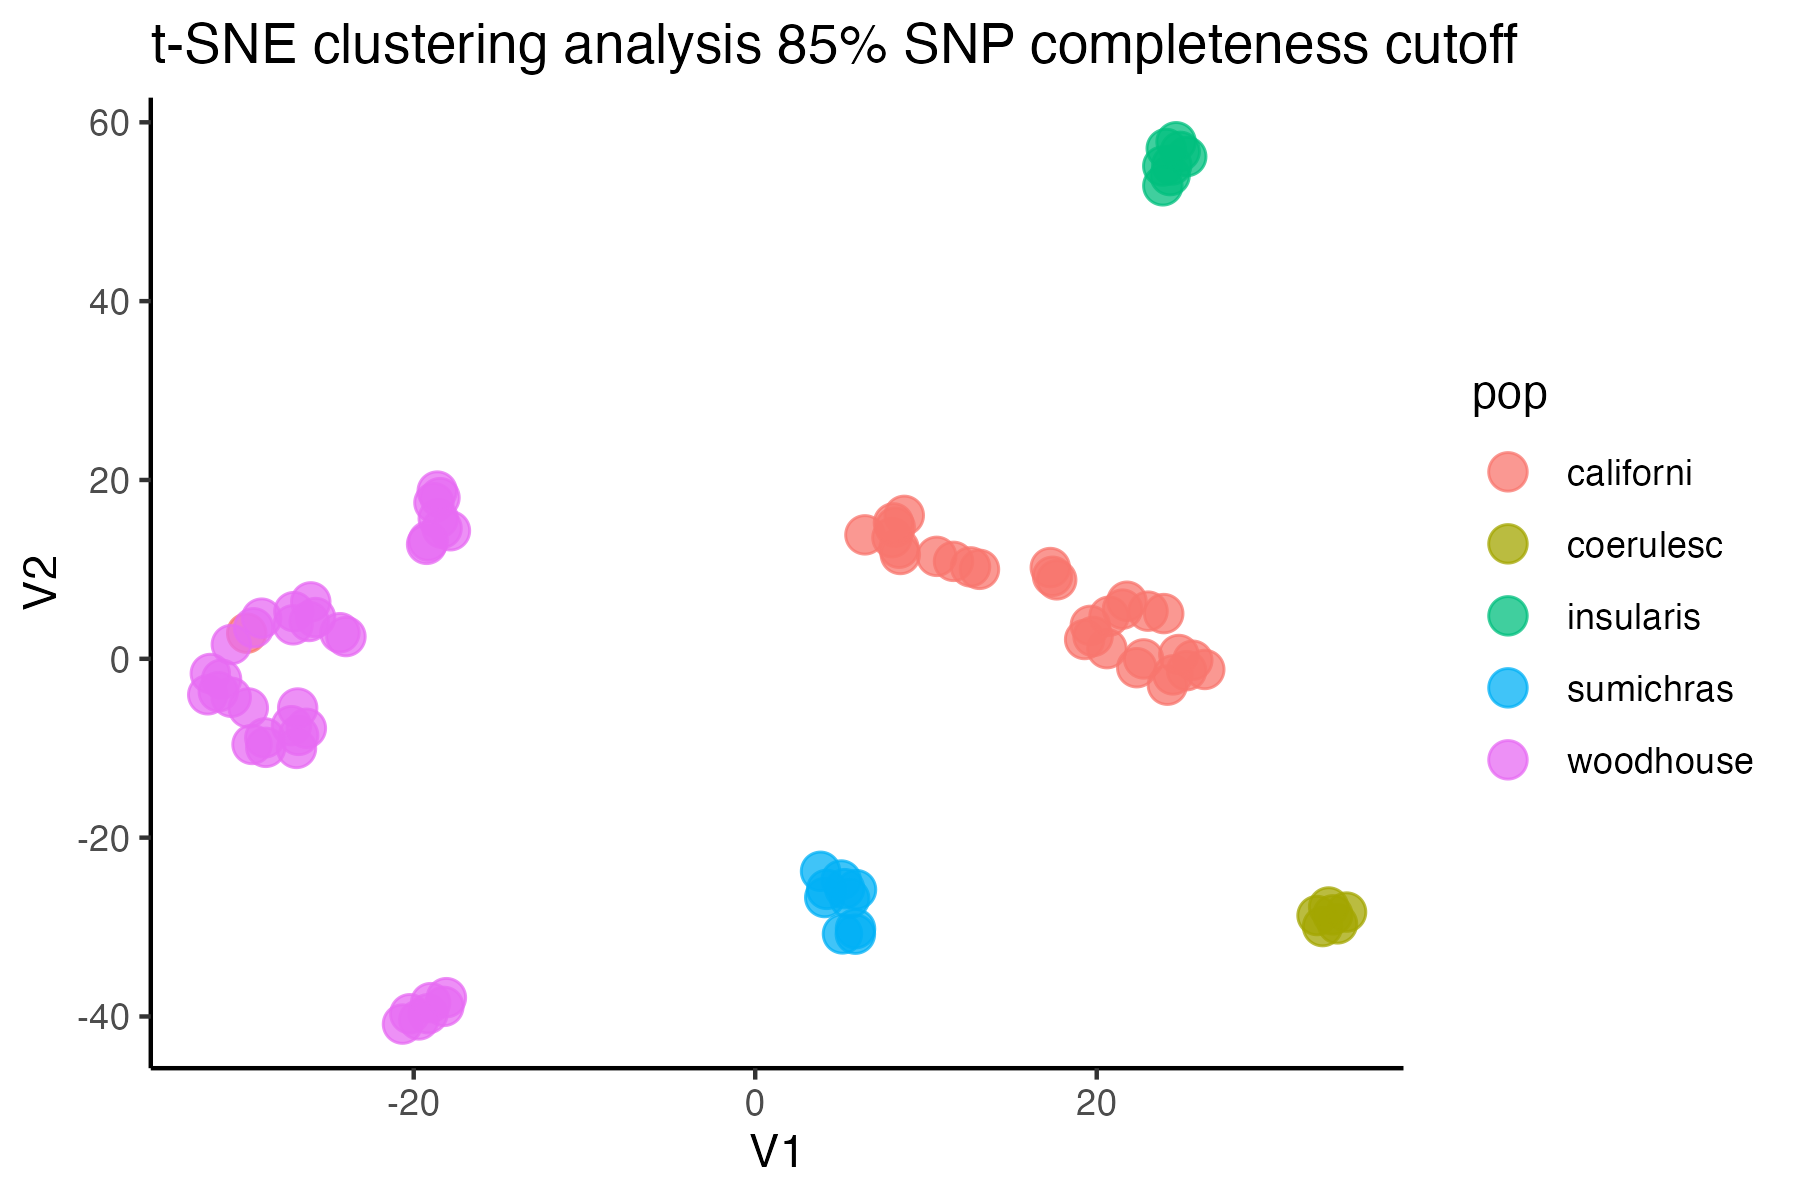 t-SNE clustering analysis 85% SNP completeness cutoff
60
40
20
0
-20
-40
V2
-20
0
20
V1
pop
californi
coerulesc
insularis
sumichras
woodhouse